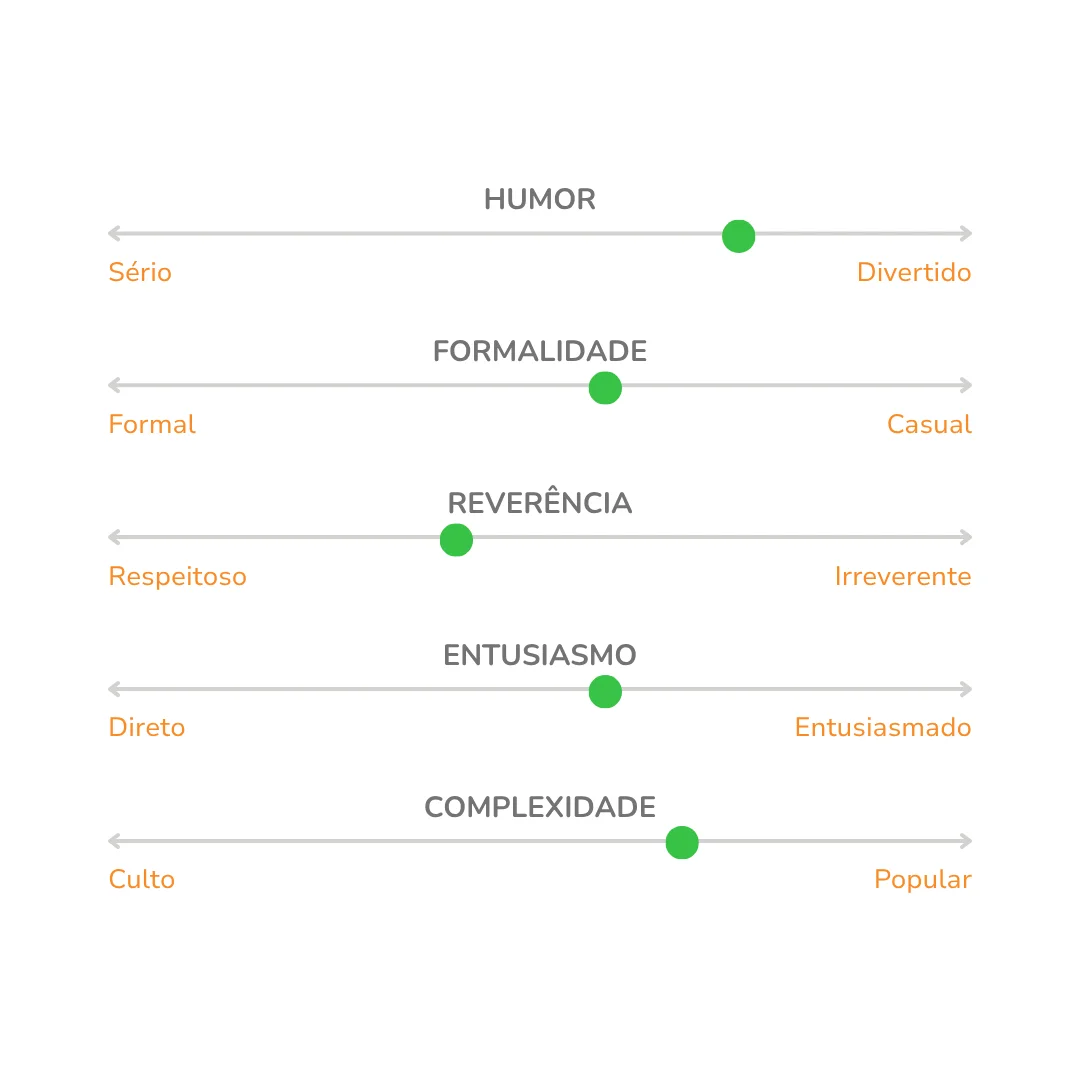 HUMOR
Sério Divertido
FORMALIDADE
Formal Casual
REVERÊNCIA
Respeitoso Irreverente
ENTUSIASMO
Direto Entusiasmado
COMPLEXIDADE
Culto Popular